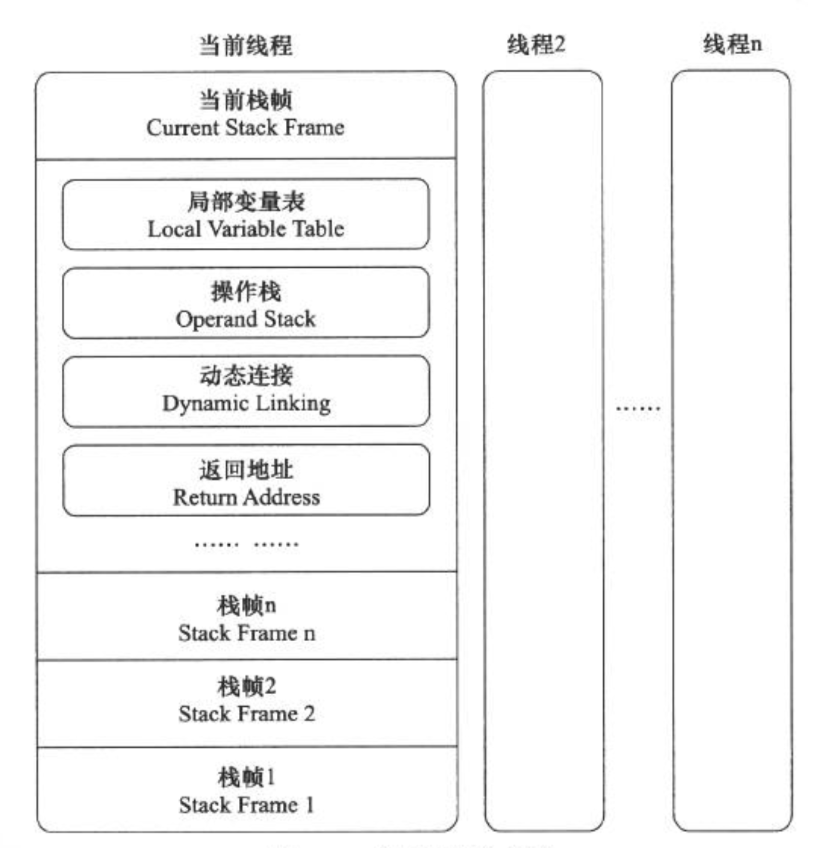 当前线程
线程2
线程n
当前栈帧
Current Stack Frame
局部变量表
Local Variable Table
操作栈
Operand Stack
动态连接
Dynamic Linking
……
返回地址
Return Address
…… ……
栈帧n
Stack Frame n
栈帧2
Stack Frame 2
栈帧1
Stack Frame 1